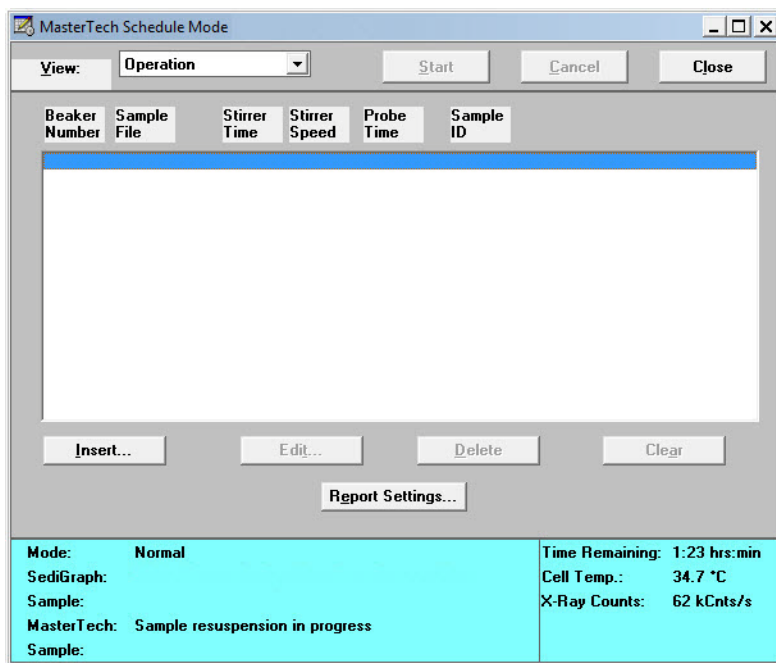 MasterTech Schedule Mode
View: Operation Start Cancel Close
Beaker Number Sample File Stirrer Time Stirrer Speed Probe Time Sample ID
Insert... Edit... Delete Clear
Report Settings...
Mode: Normal Time Remaining: 1:23 hrs:min
SediGraph: Cell Temp.: 34.7 °C
Sample: X-Ray Counts: 62 kCnts/s
MasterTech: Sample resuspension in progress
Sample: